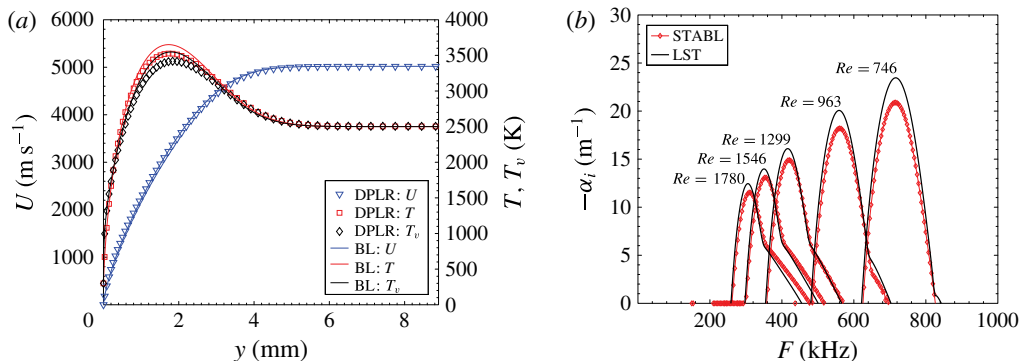 (a)
6000
5000
4000
3000
2000
1000
0
U (m s⁻¹)
4000
3500
3000
2500
2000
1500
1000
500
0
T, Tᵥ (K)
DPLR: U
DPLR: T
DPLR: Tᵥ
BL: U
BL: T
BL: Tᵥ
0 2 4 6 8
y (mm)
(b)
30
25
20
15
10
5
0
−αᵢ (m⁻¹)
STABL
LST
Re = 746
Re = 963
Re = 1299
Re = 1546
Re = 1780
200 400 600 800 1000
F (kHz)